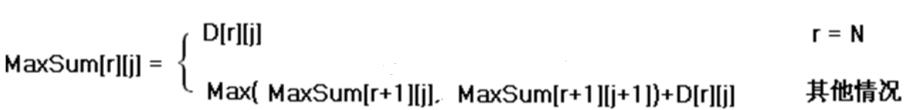 D[r][j] r = N
MaxSum[r][j] =
Max( MaxSum[r+1][j], MaxSum[r+1][j+1])+D[r][j] 其他情况